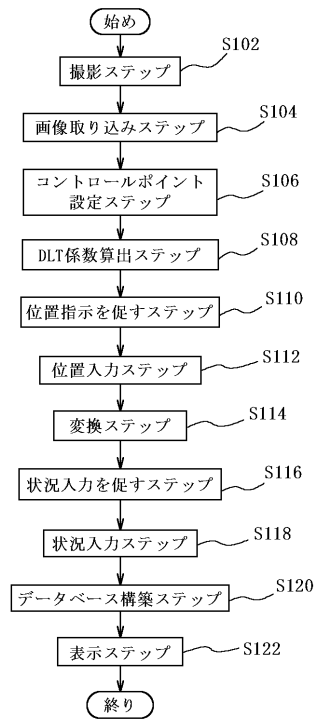 始め
S102
撮影ステップ
S104
画像取り込みステップ
S106
コントロールポイント
設定ステップ
S108
DLT係数算出ステップ
S110
位置指示を促すステップ
S112
位置入力ステップ
S114
変換ステップ
S116
状況入力を促すステップ
S118
状況入力ステップ
S120
データベース構築ステップ
S122
表示ステップ
終り